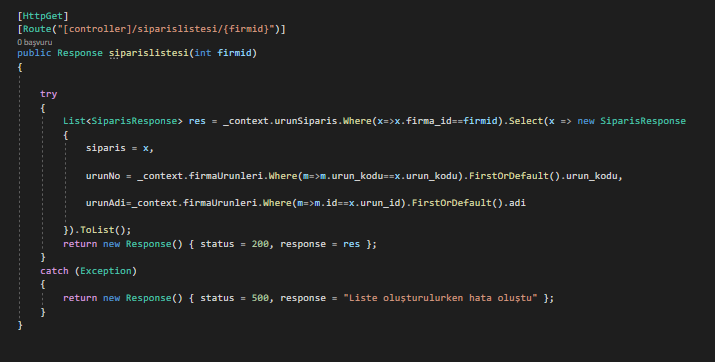 [HttpGet]
[Route("[controller]/siparislistesi/{firmid}")]
0 başvuru
public Response siparislistesi(int firmid)
{
try
{
List<SiparisResponse> res = _context.urunSiparis.Where(x=>x.firma_id==firmid).Select(x => new SiparisResponse
{
siparis = x,
urunNo = _context.firmaUrunleri.Where(m=>m.urun_kodu==x.urun_kodu).FirstOrDefault().urun_kodu,
urunAdi=_context.firmaUrunleri.Where(m=>m.id==x.urun_id).FirstOrDefault().adi
}).ToList();
return new Response() { status = 200, response = res };
}
catch (Exception)
{
return new Response() { status = 500, response = "Liste oluşturulurken hata oluştu" };
}
}